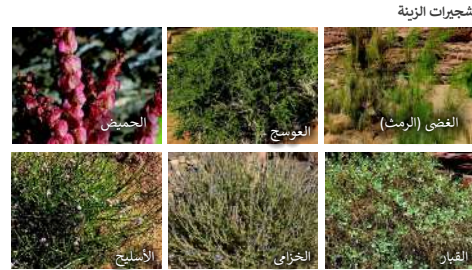 شجيرات الزينة
الغضى (الرمث)
العوسج
الحميض
القبار
الخزامى
الأسليح